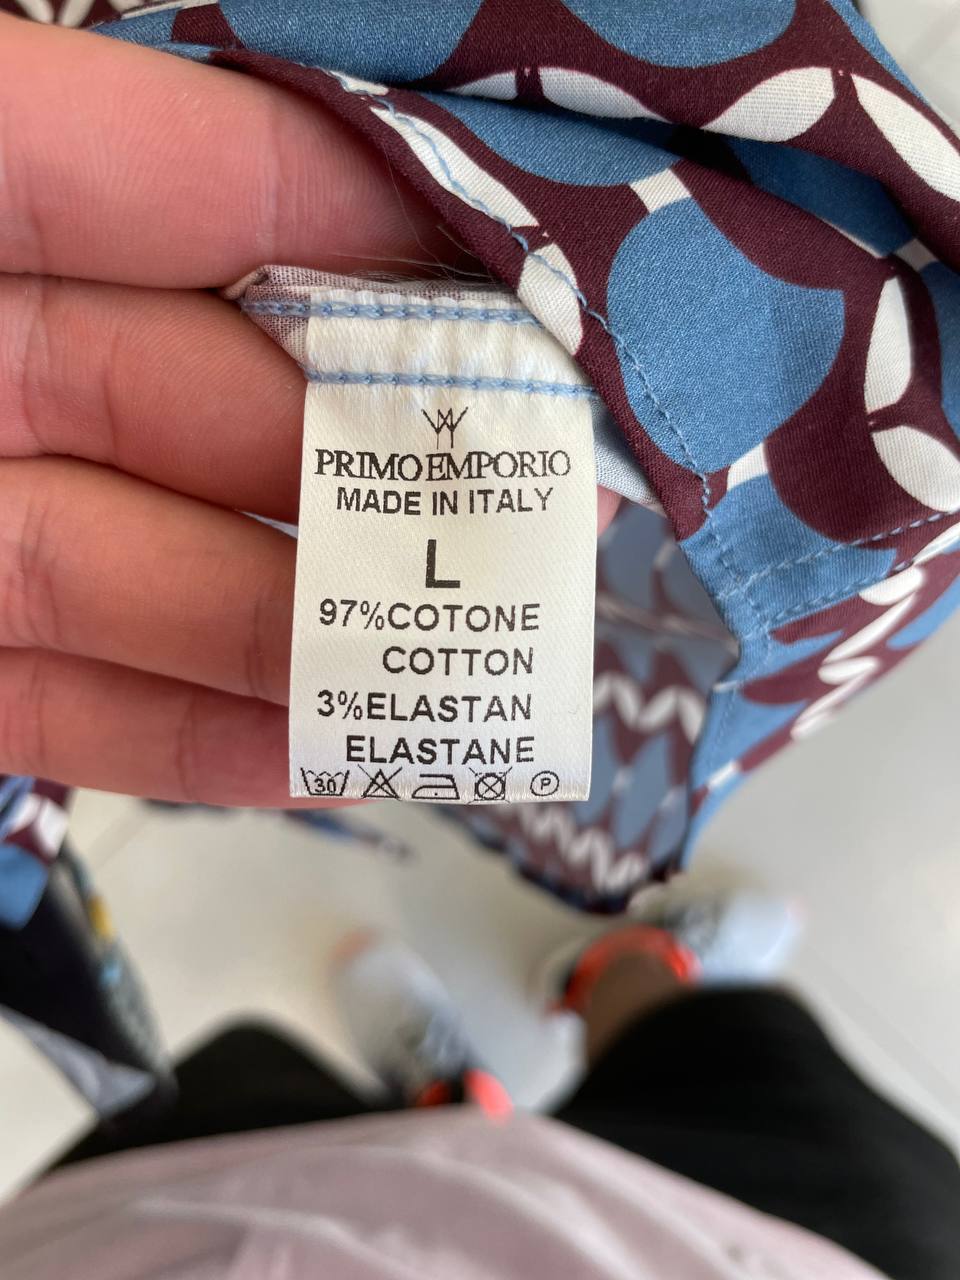 PRIMO EMPORIO
MADE IN ITALY
L
97%COTONE
COTTON
3%ELASTAN
ELASTANE
30 P